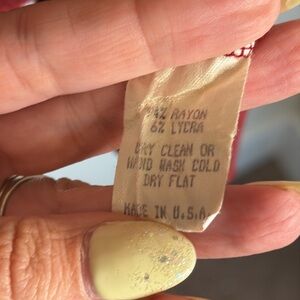 94% RAYON
6% LYCRA
DRY CLEAN OR
HAND WASH COLD
DRY FLAT
MADE IN U.S.A.